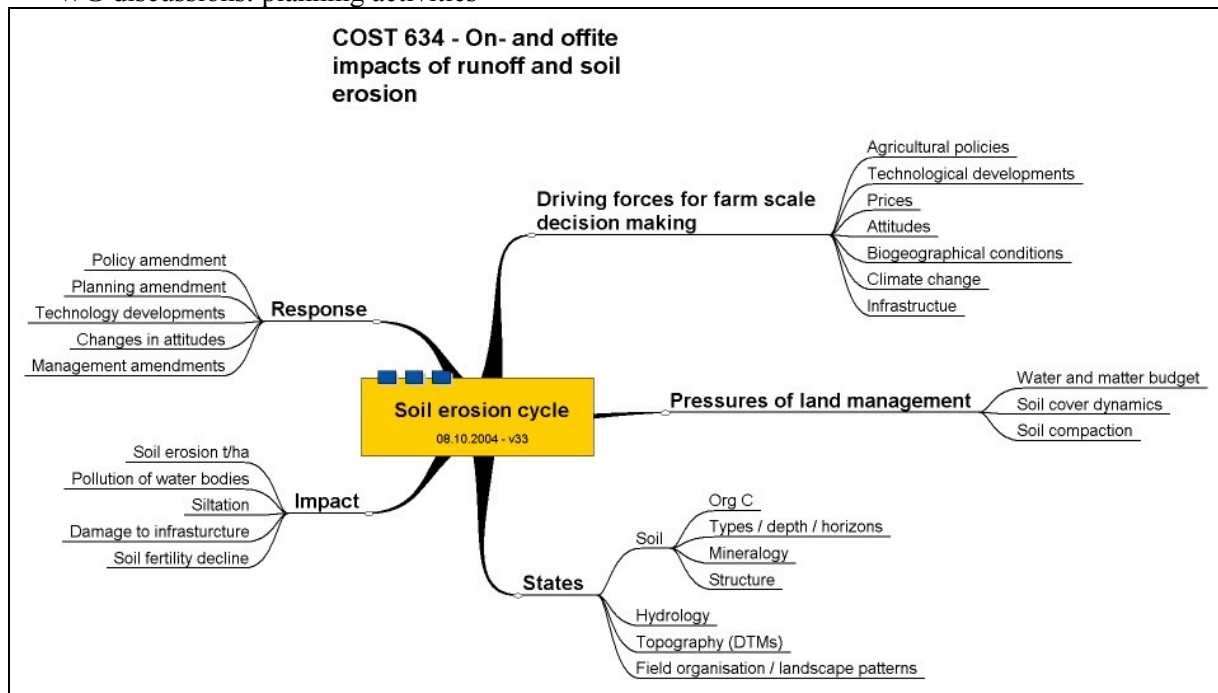 WG discussions: planning activities
COST 634 - On- and offite
impacts of runoff and soil
erosion
Driving forces for farm scale
decision making
Agricultural policies
Technological developments
Prices
Attitudes
Biogeographical conditions
Climate change
Infrastructue
Response
Policy amendment
Planning amendment
Technology developments
Changes in attitudes
Management amendments
Soil erosion cycle
08.10.2004 - v33
Pressures of land management
Water and matter budget
Soil cover dynamics
Soil compaction
Impact
Soil erosion t/ha
Pollution of water bodies
Siltation
Damage to infrasturcture
Soil fertility decline
States
Soil
Org C
Types / depth / horizons
Mineralogy
Structure
Hydrology
Topography (DTMs)
Field organisation / landscape patterns